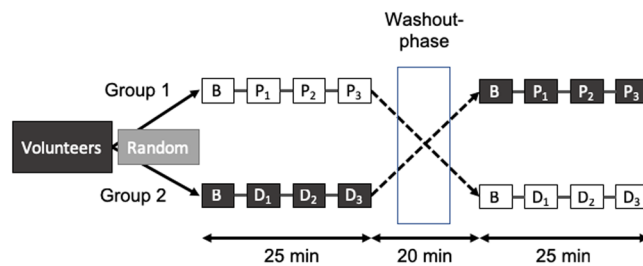 Washout-
phase
Group 1
B P₁ P₂ P₃
B P₁ P₂ P₃
Volunteers
Random
Group 2
B D₁ D₂ D₃
B D₁ D₂ D₃
25 min
20 min
25 min